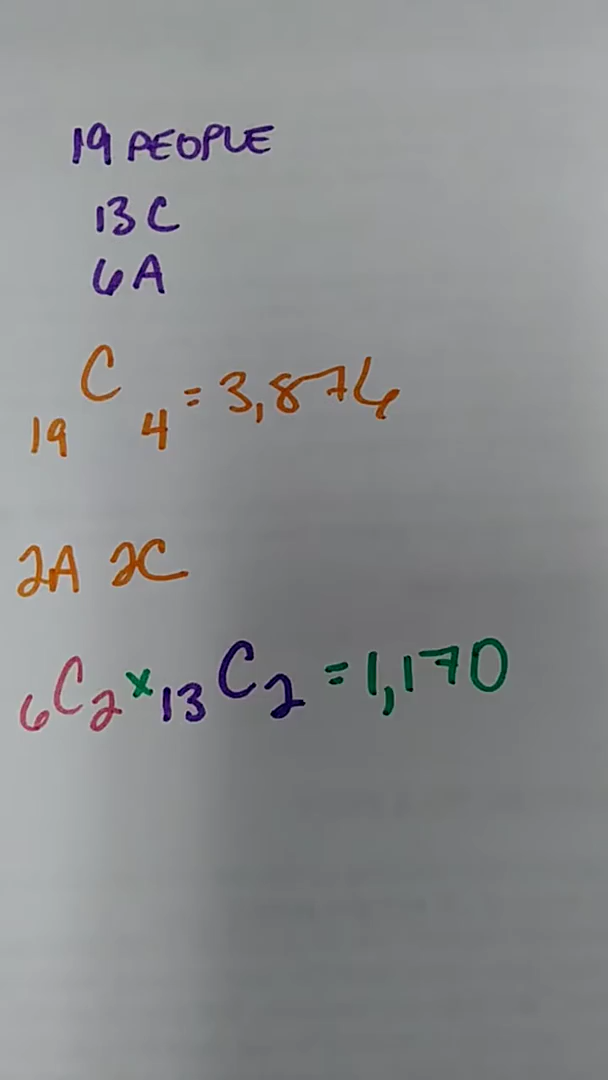 19 PEOPLE
13 C
6 A
19 C 4 = 3,876
2A 2C
6 C 2 x 13 C 2 = 1,170